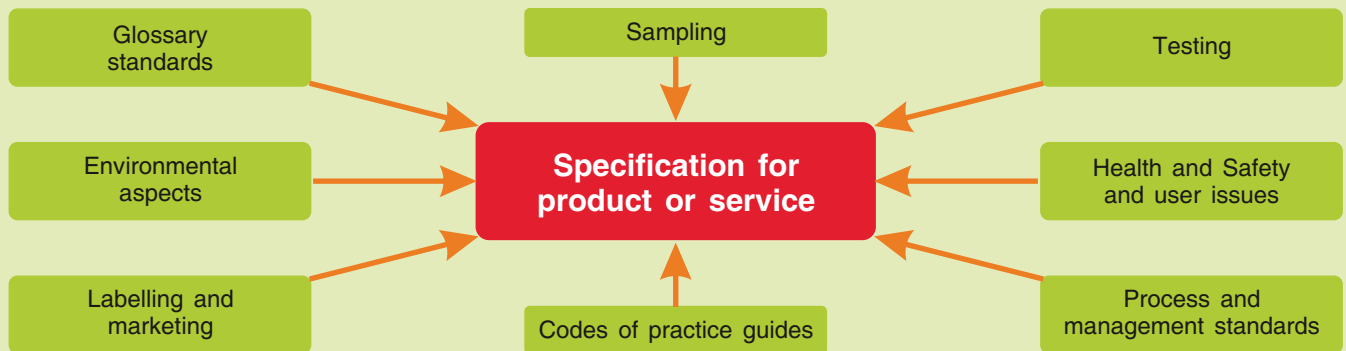 Glossary
standards
Sampling
Testing
Environmental
aspects
Specification for
product or service
Health and Safety
and user issues
Labelling and
marketing
Codes of practice guides
Process and
management standards